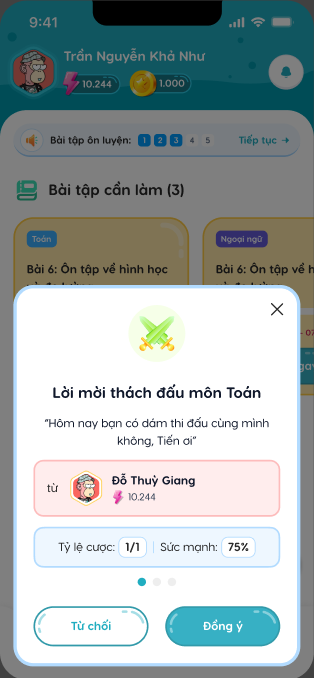 9:41
Trần Nguyễn Khả Như
10.244
1.000
Bài tập ôn luyện: 1 2 3 4 5 Tiếp tục →
Bài tập cần làm (3)
Toán
Ngoại ngữ
Bài 6: Ôn tập về hình học
Bài 6: Ôn tập về h
Lời mời thách đấu môn Toán
“Hôm nay bạn có dám thi đấu cùng mình
không, Tiến ơi”
từ
Đỗ Thuỳ Giang
10.244
Tỷ lệ cược: 1/1
Sức mạnh: 75%
Từ chối
Đồng ý